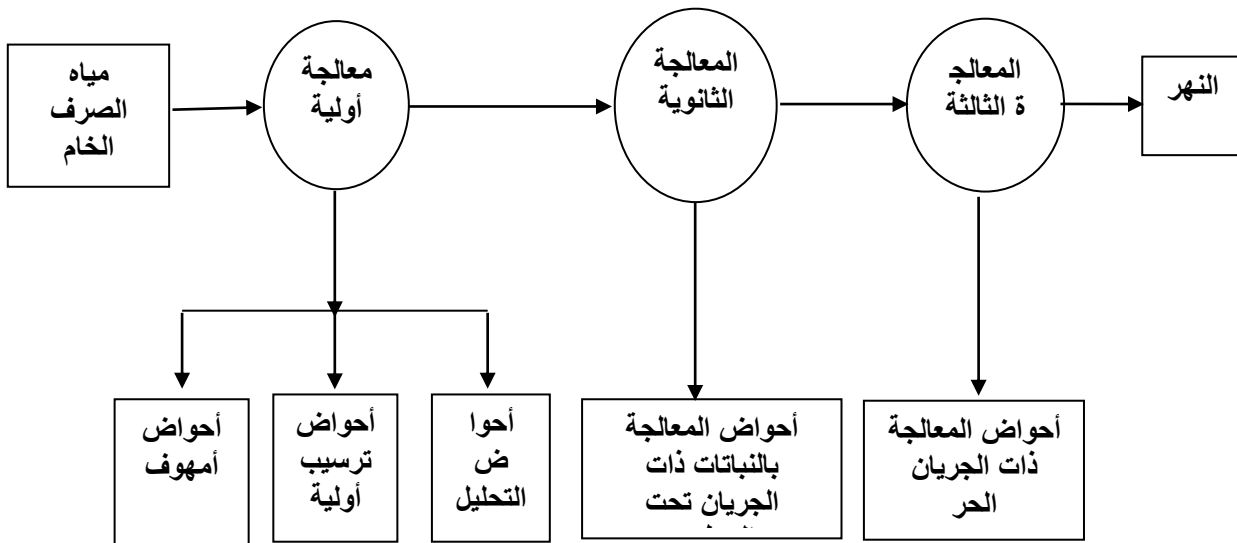 مياه
الصرف
الخام
معالجة
أولية
المعالجة
الثانوية
المعالج
ة الثالثة
النهر
أحواض
أمهوف
أحواض
ترسيب
أولية
أحوا
ض
التحليل
أحواض المعالجة
بالنباتات ذات
الجريان تحت
أحواض المعالجة
ذات الجريان
الحر